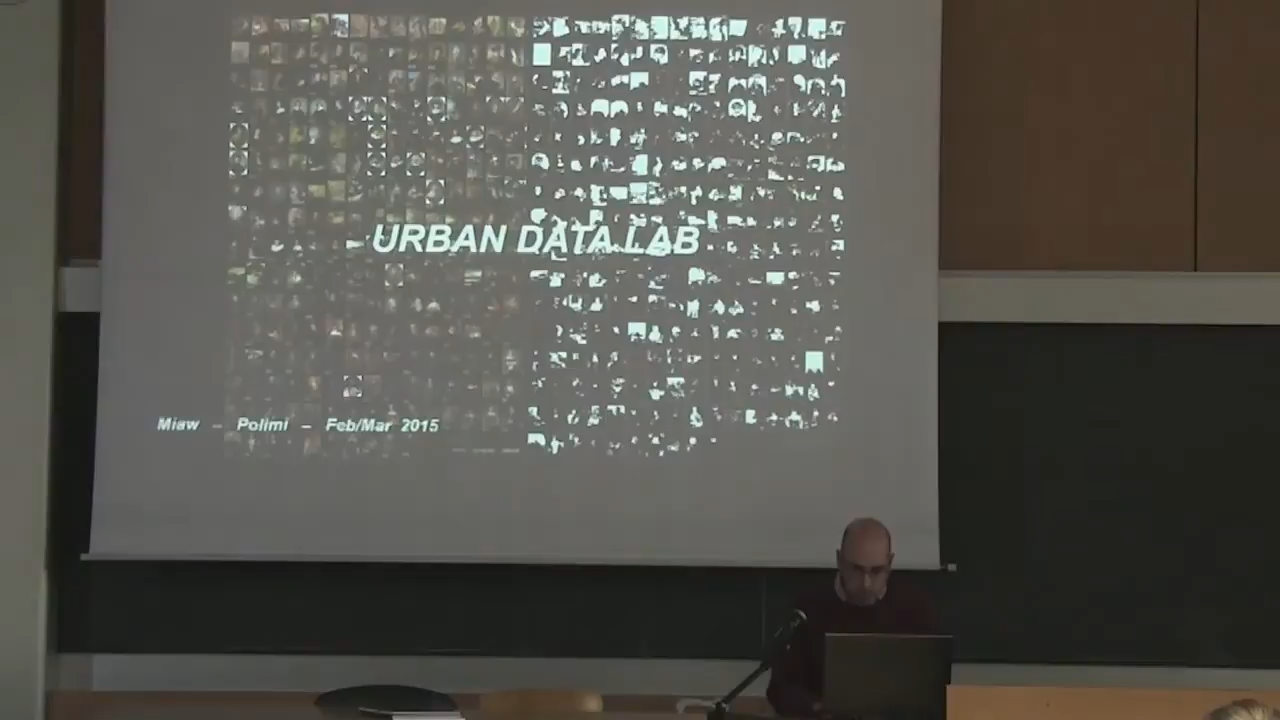 URBAN DATA LAB
Miaw – Polimi – Feb/Mar 2015